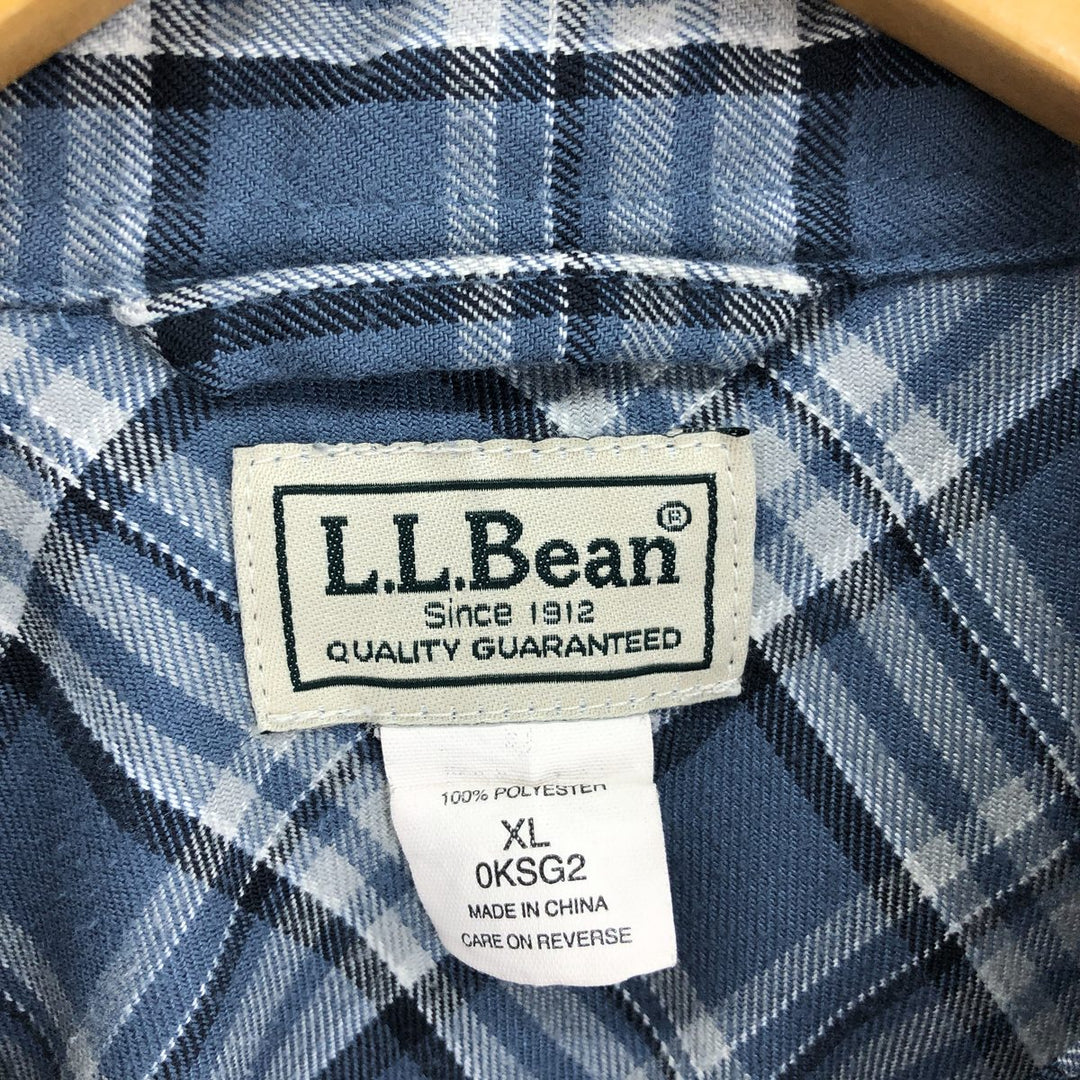 L.L.Bean®
Since 1912
QUALITY GUARANTEED
100% POLYESTER
XL
0KSG2
MADE IN CHINA
CARE ON REVERSE